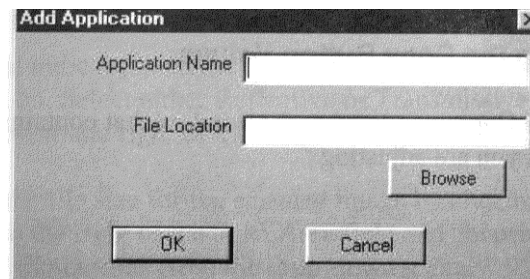 Add Application
Application Name
File Location
Browse
OK Cancel